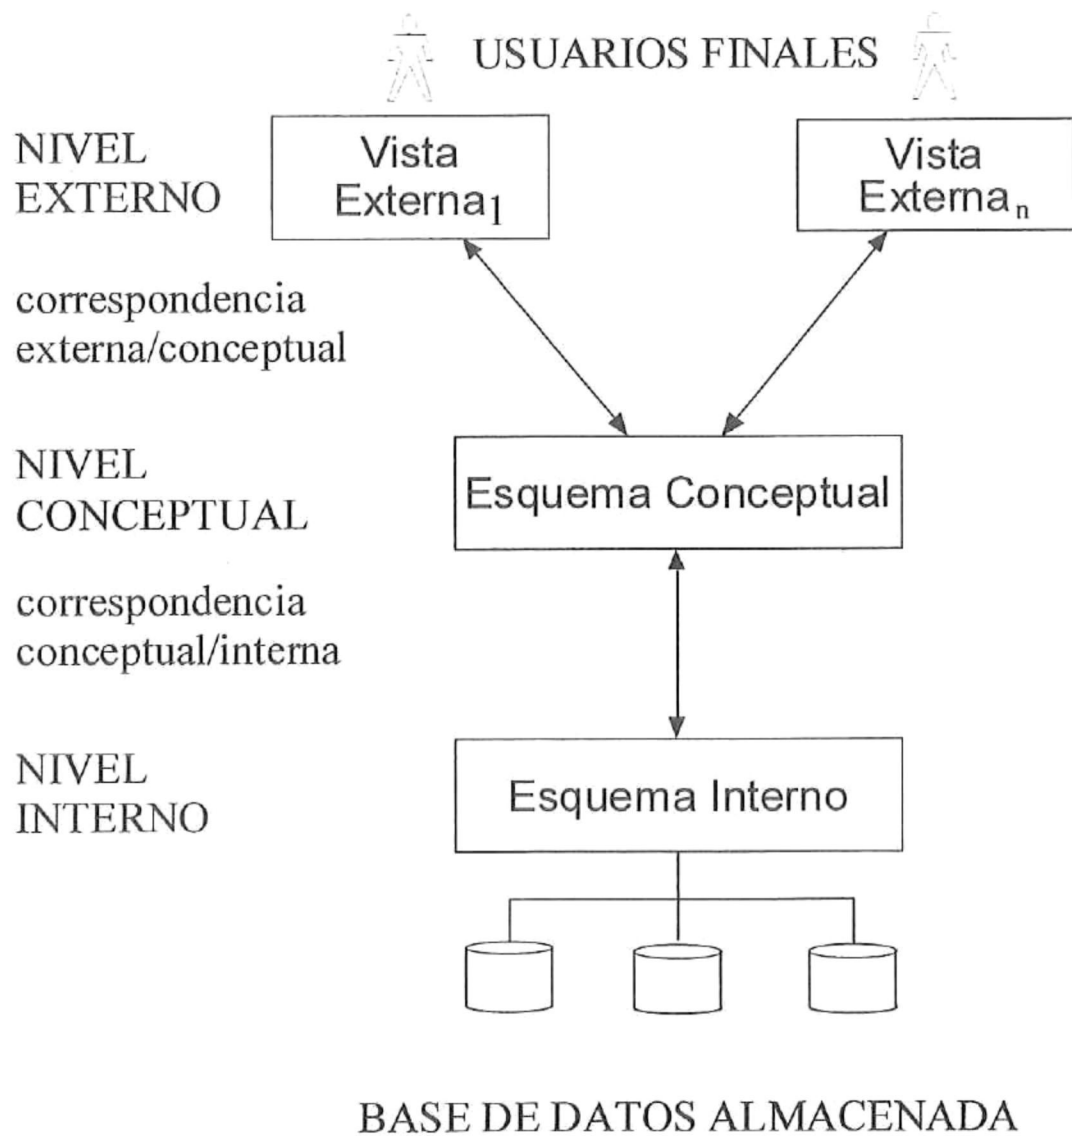 USUARIOS FINALES
NIVEL
EXTERNO
Vista
Externa1
Vista
Externan
correspondencia
externa/conceptual
NIVEL
CONCEPTUAL
Esquema Conceptual
correspondencia
conceptual/interna
NIVEL
INTERNO
Esquema Interno
BASE DE DATOS ALMACENADA